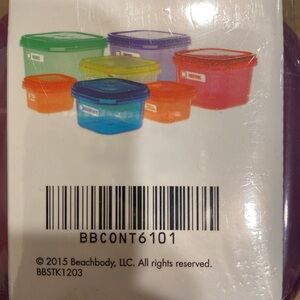 BBCONT6101
© 2015 Beachbody, LLC. All rights reserved.
BBSTK1203